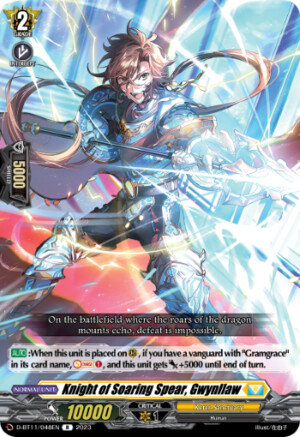 2
GRADE
INTERCEPT
5000
SHIELD
On the battlefield where the roars of the dragon
mounts echo, defeat is impossible.
AUTO :When this unit is placed on (RC), if you have a vanguard with "Gramgrace"
in its card name, and this unit gets +5000 until end of turn.
NORMAL UNIT
Knight of Soaring Spear, Gwynllaw
POWER
10000
CRITICAL
1
Human
D-BT11/048EN R 2023